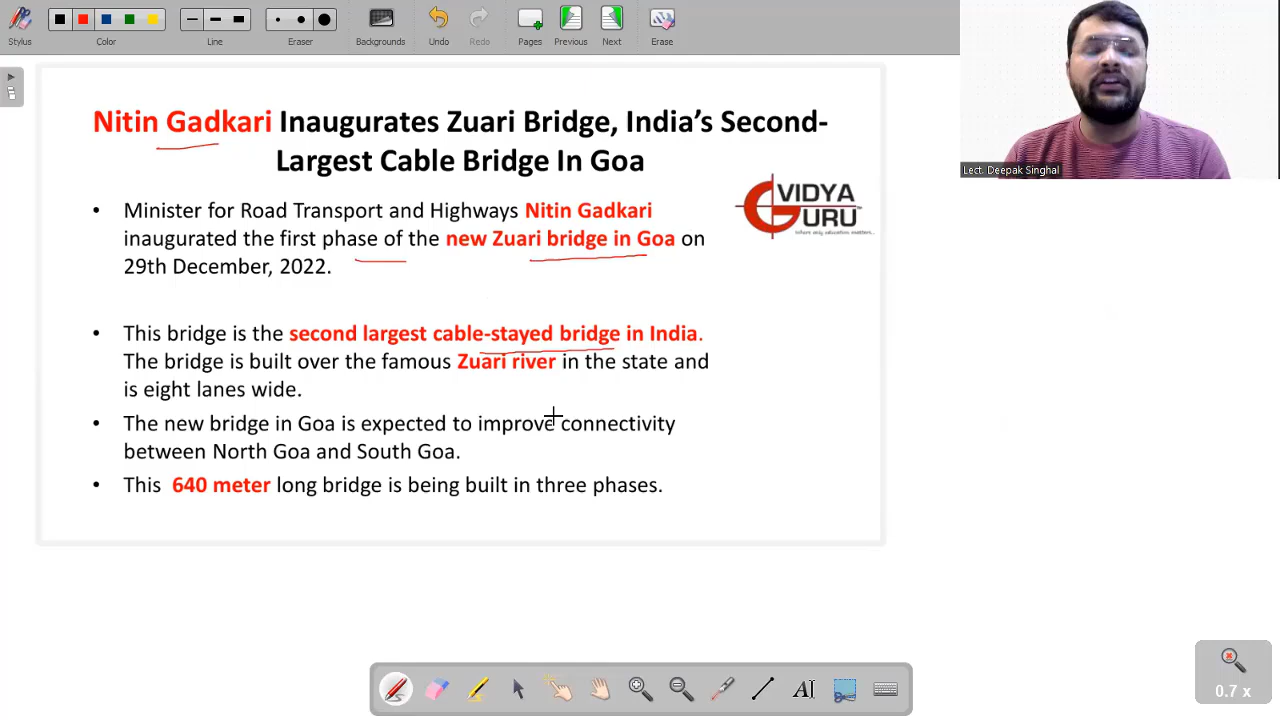 Stylus
Color
Line
Eraser
Backgrounds
Undo
Redo
Pages
Previous
Next
Erase
Lect. Deepak Singhal
Nitin Gadkari Inaugurates Zuari Bridge, India's Second-
Largest Cable Bridge In Goa
VIDYA
GURU
Where only education matters...
• Minister for Road Transport and Highways Nitin Gadkari
inaugurated the first phase of the new Zuari bridge in Goa on
29th December, 2022.
• This bridge is the second largest cable-stayed bridge in India.
The bridge is built over the famous Zuari river in the state and
is eight lanes wide.
• The new bridge in Goa is expected to improve connectivity
between North Goa and South Goa.
• This 640 meter long bridge is being built in three phases.
0.7 x